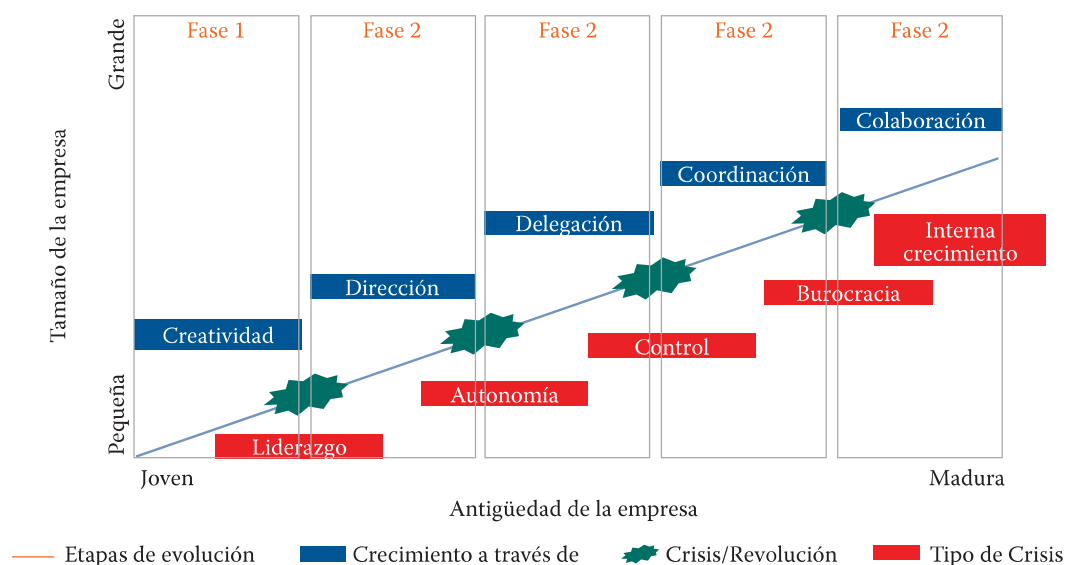 Fase 1
Fase 2
Fase 2
Fase 2
Fase 2
Grande
Tamaño de la empresa
Pequeña
Colaboración
Coordinación
Delegación
Dirección
Creatividad
Interna
crecimiento
Burocracia
Control
Autonomía
Liderazgo
Joven
Madura
Antigüedad de la empresa
Etapas de evolución
Crecimiento a través de
Crisis/Revolución
Tipo de Crisis